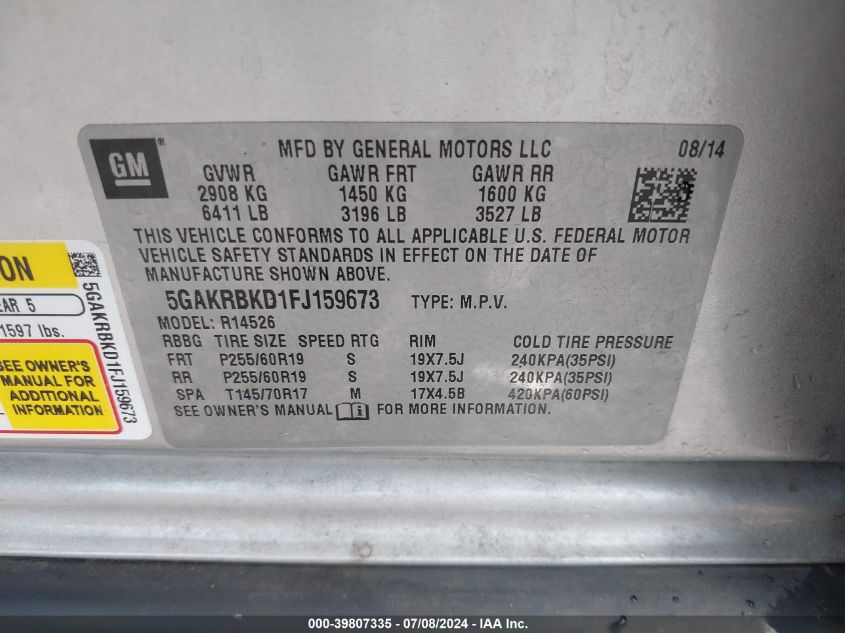 GM®
MFD BY GENERAL MOTORS LLC 08/14
GVWR GAWR FRT GAWR RR
2908 KG 1450 KG 1600 KG
6411 LB 3196 LB 3527 LB
THIS VEHICLE CONFORMS TO ALL APPLICABLE U.S. FEDERAL MOTOR
VEHICLE SAFETY STANDARDS IN EFFECT ON THE DATE OF
MANUFACTURE SHOWN ABOVE.
5GAKRBKD1FJ159673 TYPE: M.P.V.
MODEL: R14526
RBBG TIRE SIZE SPEED RTG RIM COLD TIRE PRESSURE
FRT P255/60R19 S 19X7.5J 240KPA(35PSI)
RR P255/60R19 S 19X7.5J 240KPA(35PSI)
SPA T145/70R17 M 17X4.5B 420KPA(60PSI)
SEE OWNER'S MANUAL i FOR MORE INFORMATION.
ON
EAR 5
1597 lbs.
SEE OWNER'S
MANUAL FOR
ADDITIONAL
INFORMATION
5GAKRBKD1FJ159673
000-39807335 - 07/08/2024 - IAA Inc.